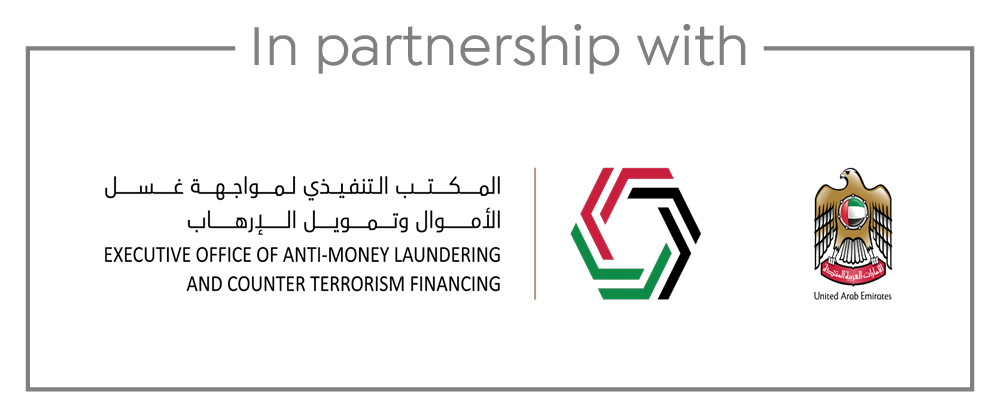 In partnership with
المكتب التنفيذي لمواجهة غسل
الأموال وتمويل الإرهاب
EXECUTIVE OFFICE OF ANTI-MONEY LAUNDERING
AND COUNTER TERRORISM FINANCING
الإمارات العربية المتحدة
United Arab Emirates